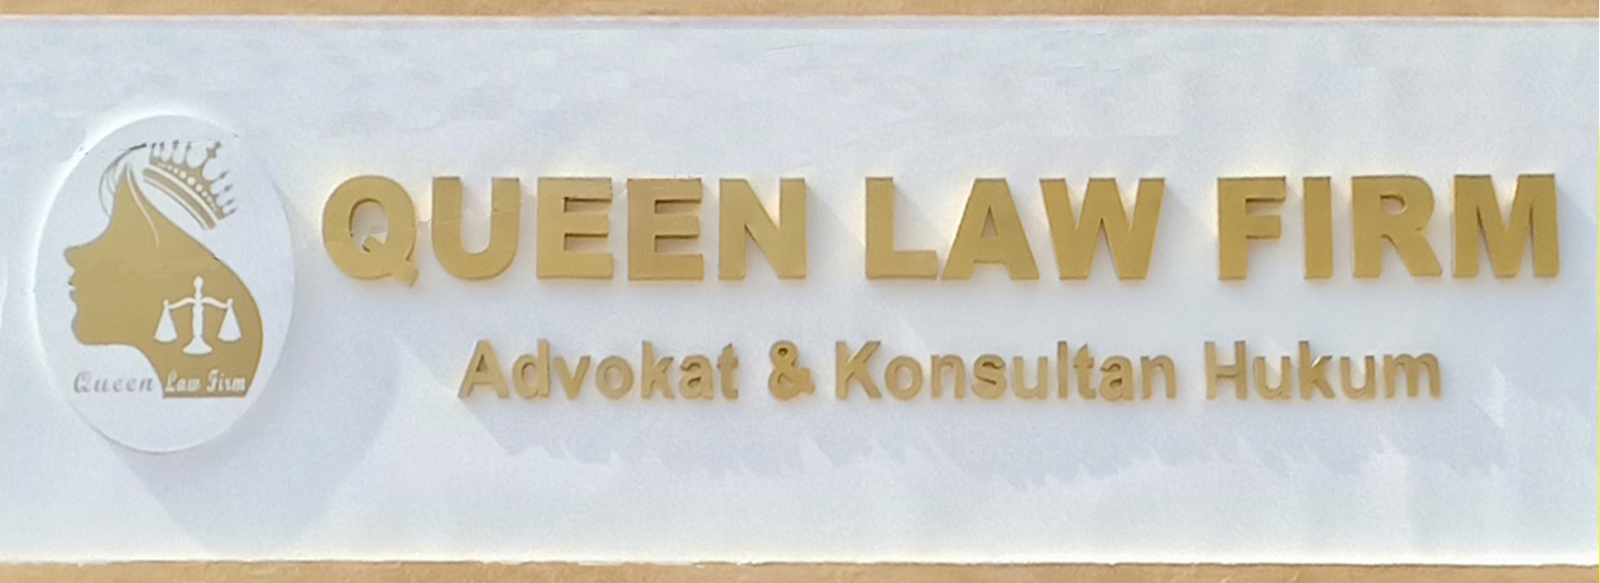 QUEEN LAW FIRM
Advokat & Konsultan Hukum
Queen Law Firm